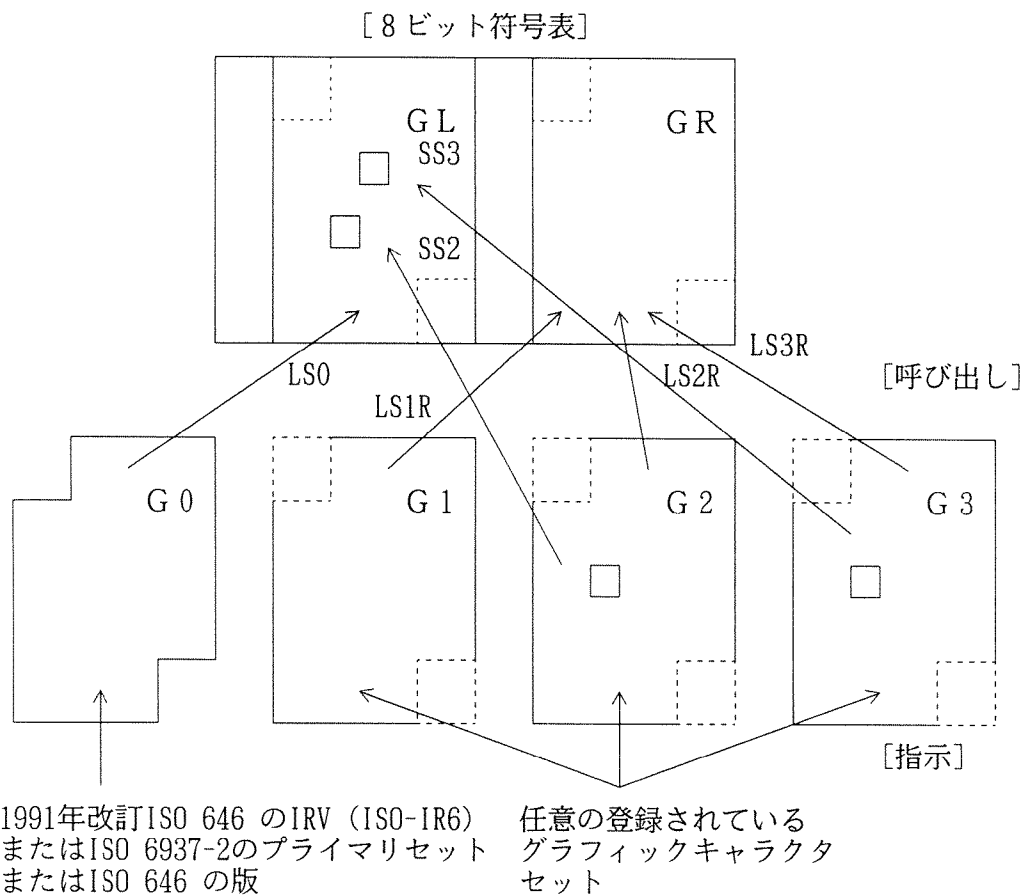 [8ビット符号表]
GL
GR
SS3
SS2
LS0
LS1R
LS2R
LS3R
[呼び出し]
G0
G1
G2
G3
[指示]
1991年改訂ISO 646 のIRV (ISO-IR6)
またはISO 6937-2のプライマリセット
またはISO 646 の版
任意の登録されている
グラフィックキャラクタ
セット